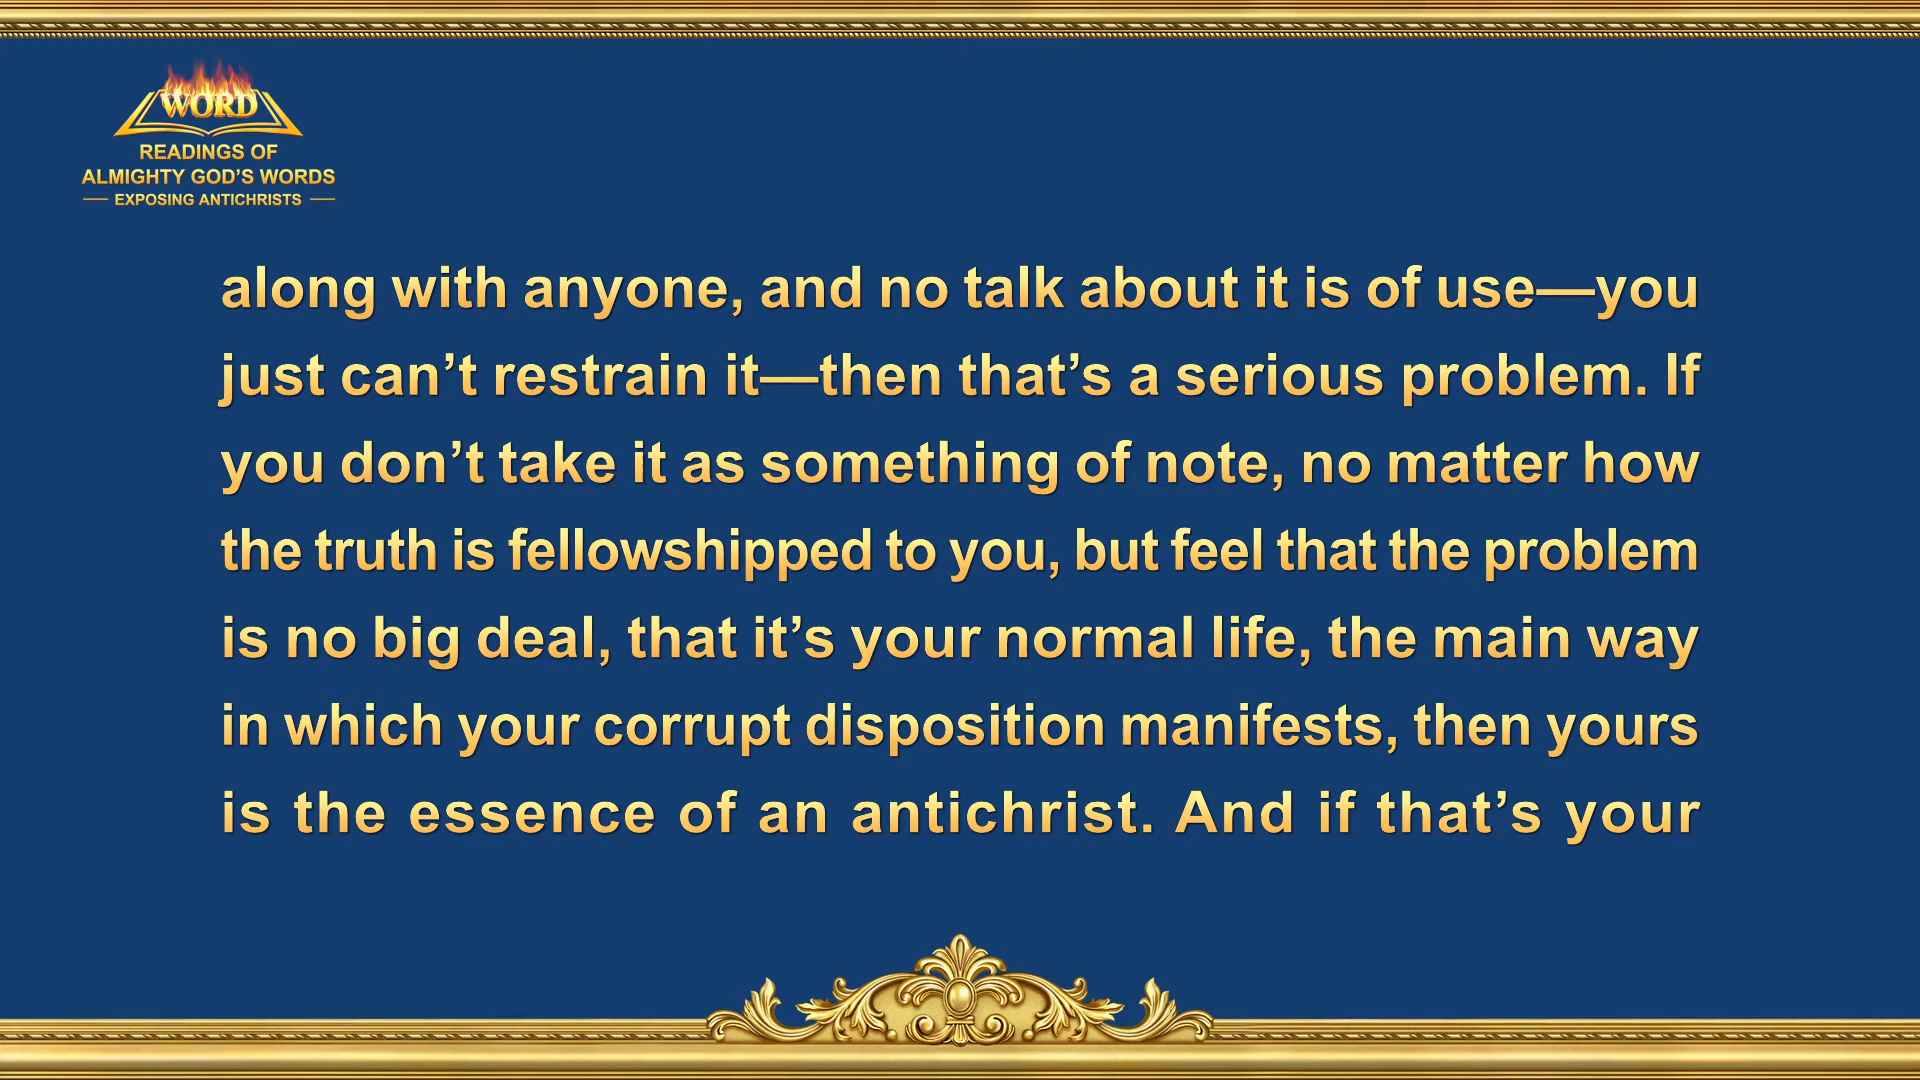 WORD
READINGS OF
ALMIGHTY GOD’S WORDS
EXPOSING ANTICHRISTS
along with anyone, and no talk about it is of use—you
just can’t restrain it—then that’s a serious problem. If
you don’t take it as something of note, no matter how
the truth is fellowshipped to you, but feel that the problem
is no big deal, that it’s your normal life, the main way
in which your corrupt disposition manifests, then yours
is the essence of an antichrist. And if that’s your